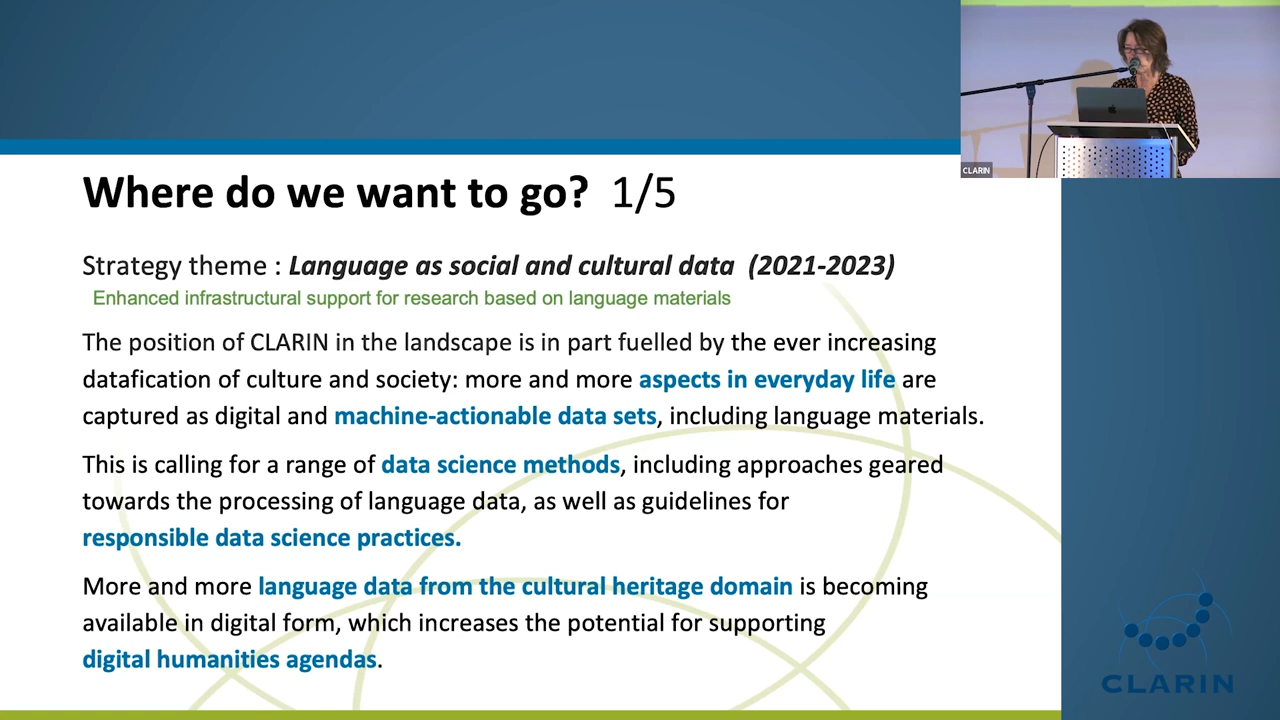 Where do we want to go? 1/5
Strategy theme : Language as social and cultural data (2021-2023)
Enhanced infrastructural support for research based on language materials
The position of CLARIN in the landscape is in part fuelled by the ever increasing
datafication of culture and society: more and more aspects in everyday life are
captured as digital and machine-actionable data sets, including language materials.
This is calling for a range of data science methods, including approaches geared
towards the processing of language data, as well as guidelines for
responsible data science practices.
More and more language data from the cultural heritage domain is becoming
available in digital form, which increases the potential for supporting
digital humanities agendas.
CLARIN
CLARIN